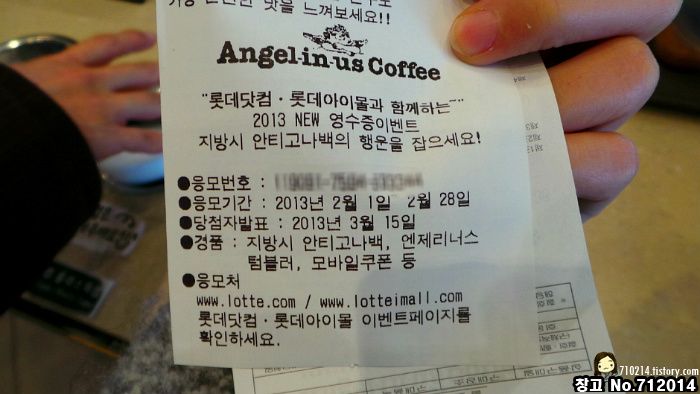 맛을 느껴보세요!!
Angel-in-us Coffee
"롯데닷컴·롯데아이몰과 함께하는~"
2013 NEW 영수증이벤트
지방시 안티고나백의 행운을 잡으세요!
●응모번호 :
●응모기간 : 2013년 2월 1일~2월 28일
●당첨자발표 : 2013년 3월 15일
●경품 : 지방시 안티고나백, 엔제리너스
텀블러, 모바일쿠폰 등
●응모처
www.lotte.com / www.lotteimall.com
롯데닷컴·롯데아이몰 이벤트페이지를
확인하세요.
710214.tistory.com
창고 No.712014